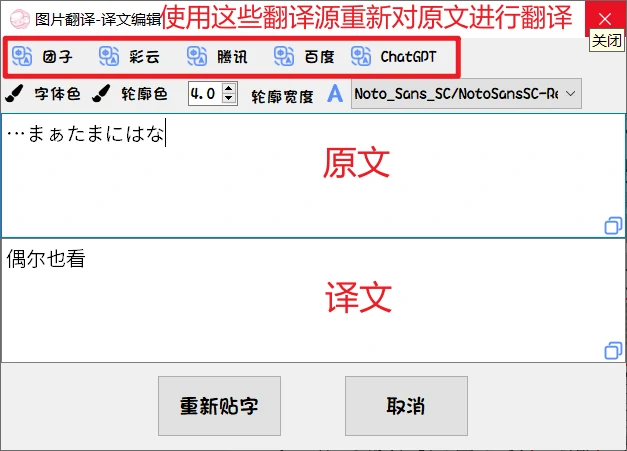 图片翻译-译文编辑
使用这些翻译源重新对原文进行翻译
关闭
团子 彩云 腾讯 百度 ChatGPT
字体色 轮廓色 4.0 轮廓宽度 A Noto_Sans_SC/NotoSansSC-Re
…まぁたまにはな
原文
偶尔也看
译文
重新贴字 取消